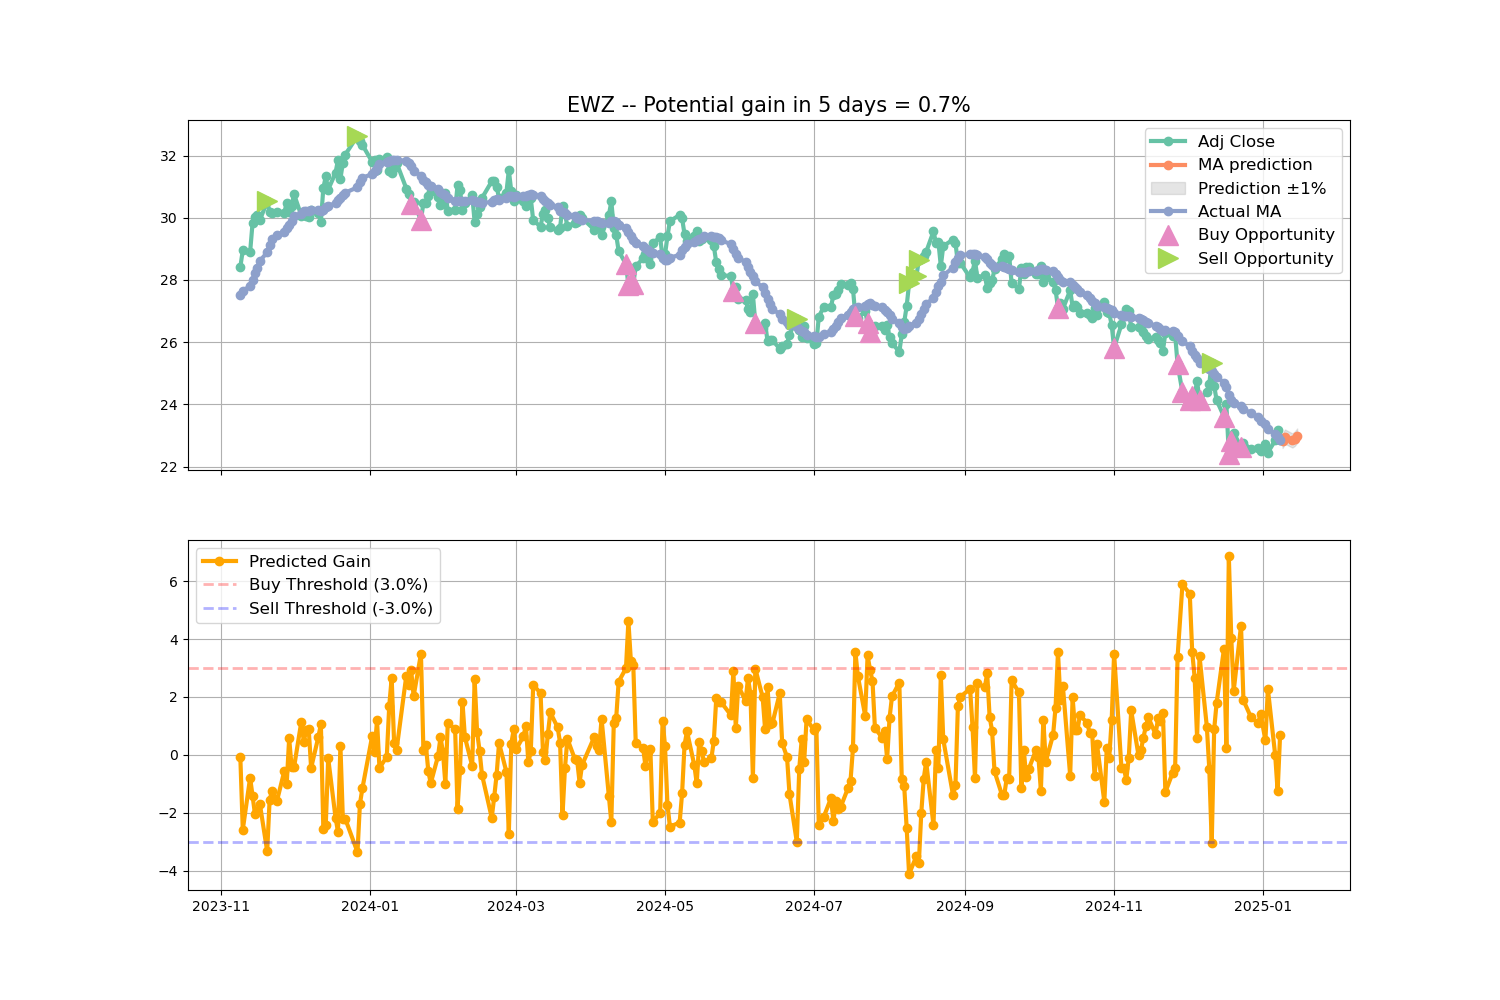 EWZ -- Potential gain in 5 days = 0.7%
32
30
28
26
24
22
Adj Close
MA prediction
Prediction ±1%
Actual MA
Buy Opportunity
Sell Opportunity
6
4
2
0
−2
−4
Predicted Gain
Buy Threshold (3.0%)
Sell Threshold (-3.0%)
2023-11 2024-01 2024-03 2024-05 2024-07 2024-09 2024-11 2025-01